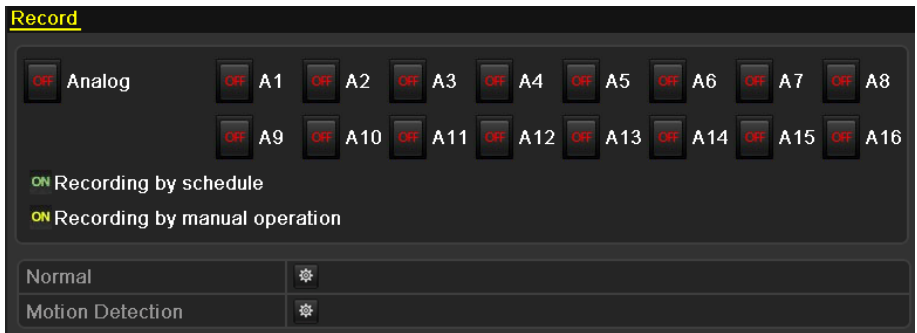 Record
OFF Analog OFF A1 OFF A2 OFF A3 OFF A4 OFF A5 OFF A6 OFF A7 OFF A8
OFF A9 OFF A10 OFF A11 OFF A12 OFF A13 OFF A14 OFF A15 OFF A16
ON Recording by schedule
ON Recording by manual operation
Normal
Motion Detection